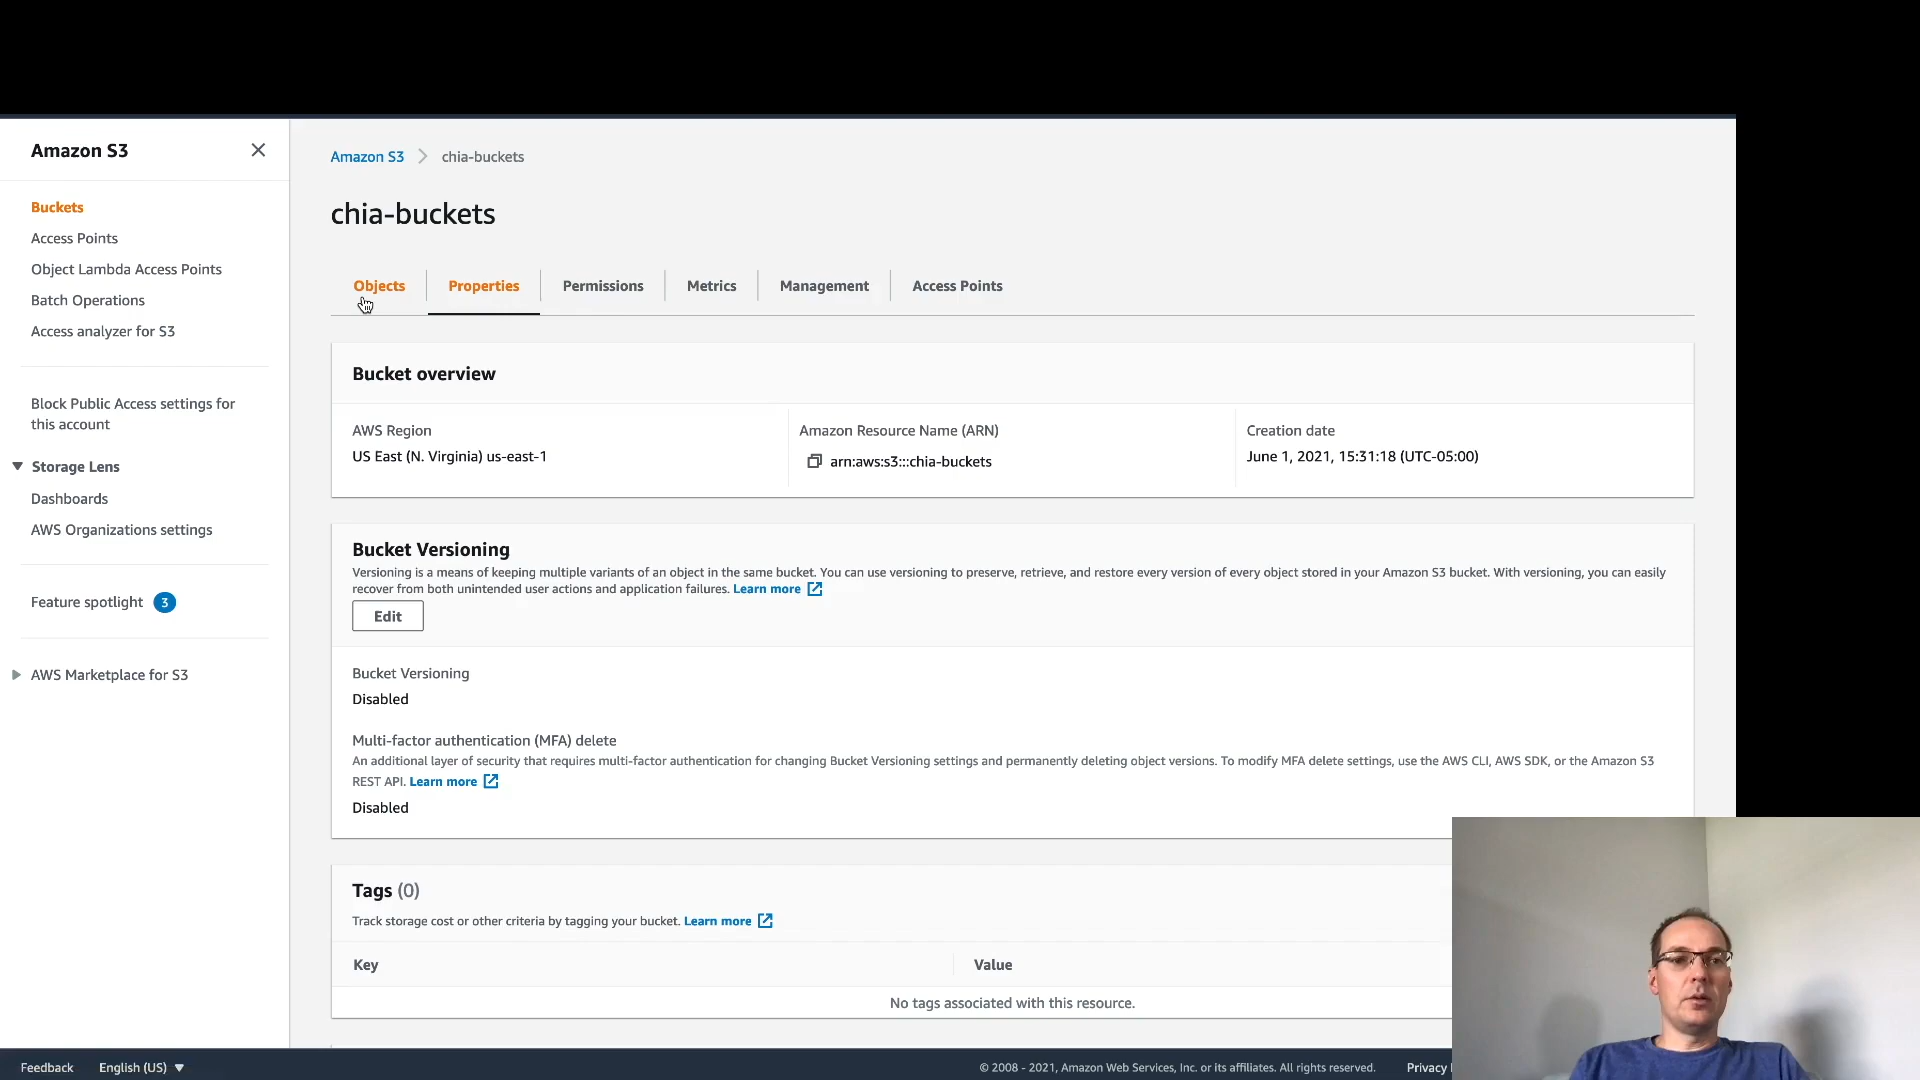 Amazon S3
Buckets
Access Points
Object Lambda Access Points
Batch Operations
Access analyzer for S3
Block Public Access settings for
this account
Storage Lens
Dashboards
AWS Organizations settings
Feature spotlight 3
AWS Marketplace for S3
Amazon S3 chia-buckets
chia-buckets
Objects Properties Permissions Metrics Management Access Points
Bucket overview
AWS Region
US East (N. Virginia) us-east-1
Amazon Resource Name (ARN)
arn:aws:s3:::chia-buckets
Creation date
June 1, 2021, 15:31:18 (UTC-05:00)
Bucket Versioning
Versioning is a means of keeping multiple variants of an object in the same bucket. You can use versioning to preserve, retrieve, and restore every version of every object stored in your Amazon S3 bucket. With versioning, you can easily
recover from both unintended user actions and application failures. Learn more
Edit
Bucket Versioning
Disabled
Multi-factor authentication (MFA) delete
An additional layer of security that requires multi-factor authentication for changing Bucket Versioning settings and permanently deleting object versions. To modify MFA delete settings, use the AWS CLI, AWS SDK, or the Amazon S3
REST API. Learn more
Disabled
Tags (0)
Track storage cost or other criteria by tagging your bucket. Learn more
Key Value
No tags associated with this resource.
Feedback English (US) © 2008 - 2021, Amazon Web Services, Inc. or its affiliates. All rights reserved. Privacy